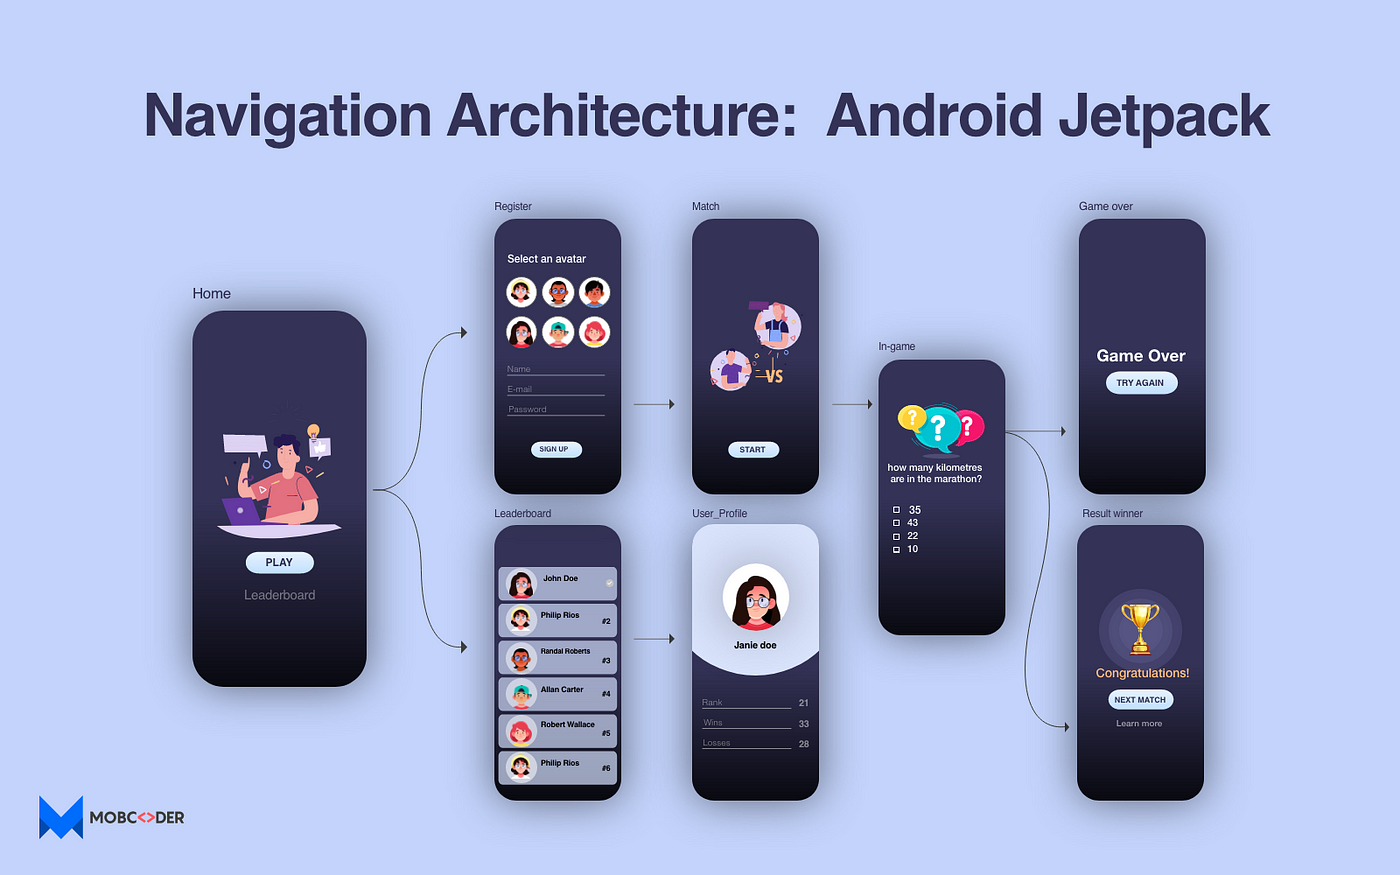 Navigation Architecture: Android Jetpack
Home
PLAY
Leaderboard
Register
Select an avatar
Name
E-mail
Password
SIGN UP
Match
VS
START
Leaderboard
John Doe
Philip Rios
#2
Randal Roberts
#3
Allan Carter
#4
Robert Wallace
#5
Philip Rios
#6
User_Profile
Janie doe
Rank 21
Wins 33
Losses 28
In-game
? ? ?
how many kilometres
are in the marathon?
35
43
22
10
Game over
Game Over
TRY AGAIN
Result winner
Congratulations!
NEXT MATCH
Learn more
MOBC<>DER